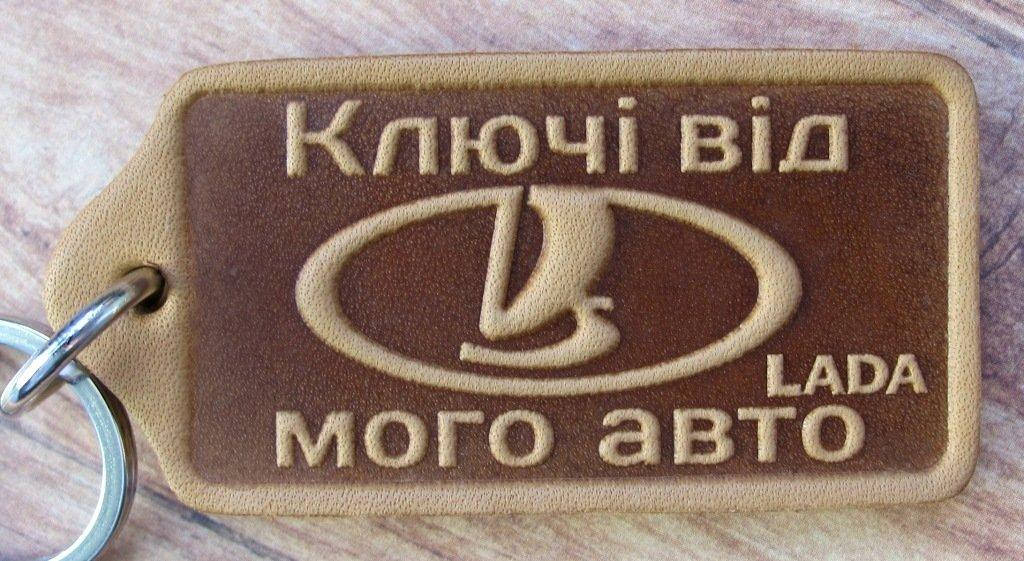 Ключі від
LADA
мого авто